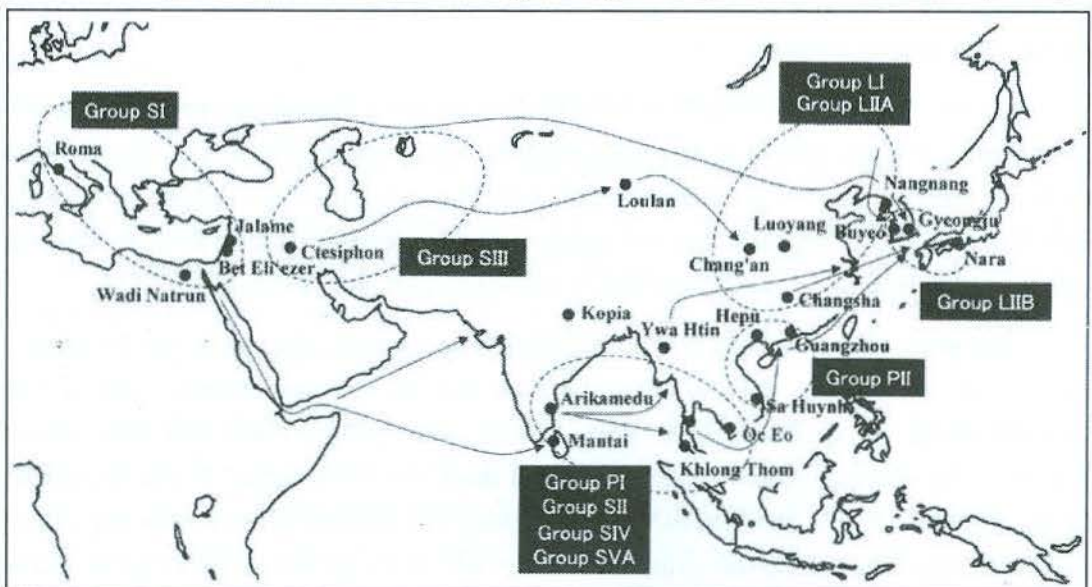 Group SI
Roma
Jalame
Bet Eli'ezer
Wadi Natrun
Ctesiphon
Group SIII
Loulan
Group LI
Group LIIA
Nangnang
Gyeongju
Buyeo
Luoyang
Chang'an
Nara
Group LIIB
Changsha
Hepu
Guangzhou
Group PII
Kopia
Ywa Htin
Arikamedu
Mantai
Sa Huynh
Oc Eo
Khlong Thom
Group PI
Group SII
Group SIV
Group SVA